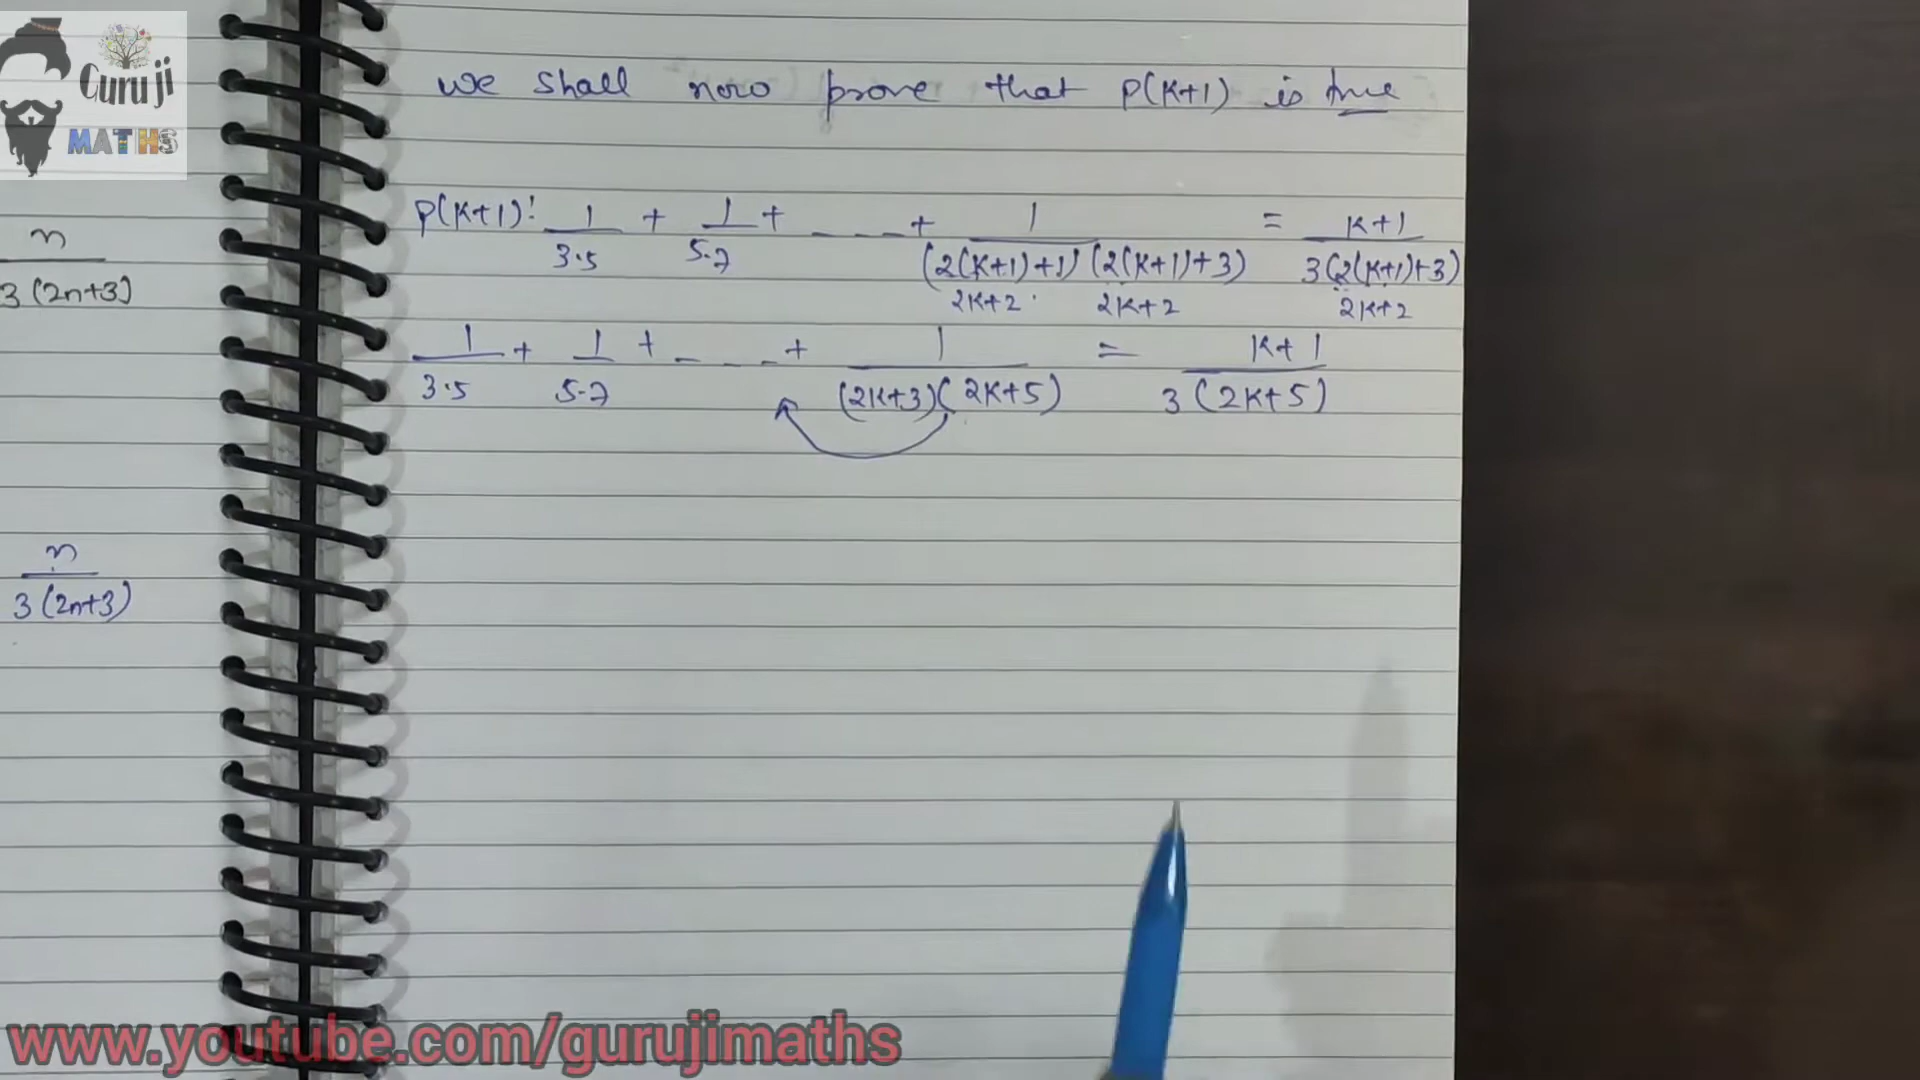 Guru ji
MATHS
n
3 (2n+3)
n
3 (2n+3)
we shall now prove that P(K+1) is true
P(K+1): 1/3.5 + 1/5.7 + _ _ _ + 1/(2(K+1)+1) (2(K+1)+3) = K+1/3(2(K+1)+3)
2K+2 2K+2 2K+2
1/3.5 + 1/5.7 + _ _ _ + 1/(2K+3)(2K+5) = K+1/3(2K+5)
www.youtube.com/gurujimaths